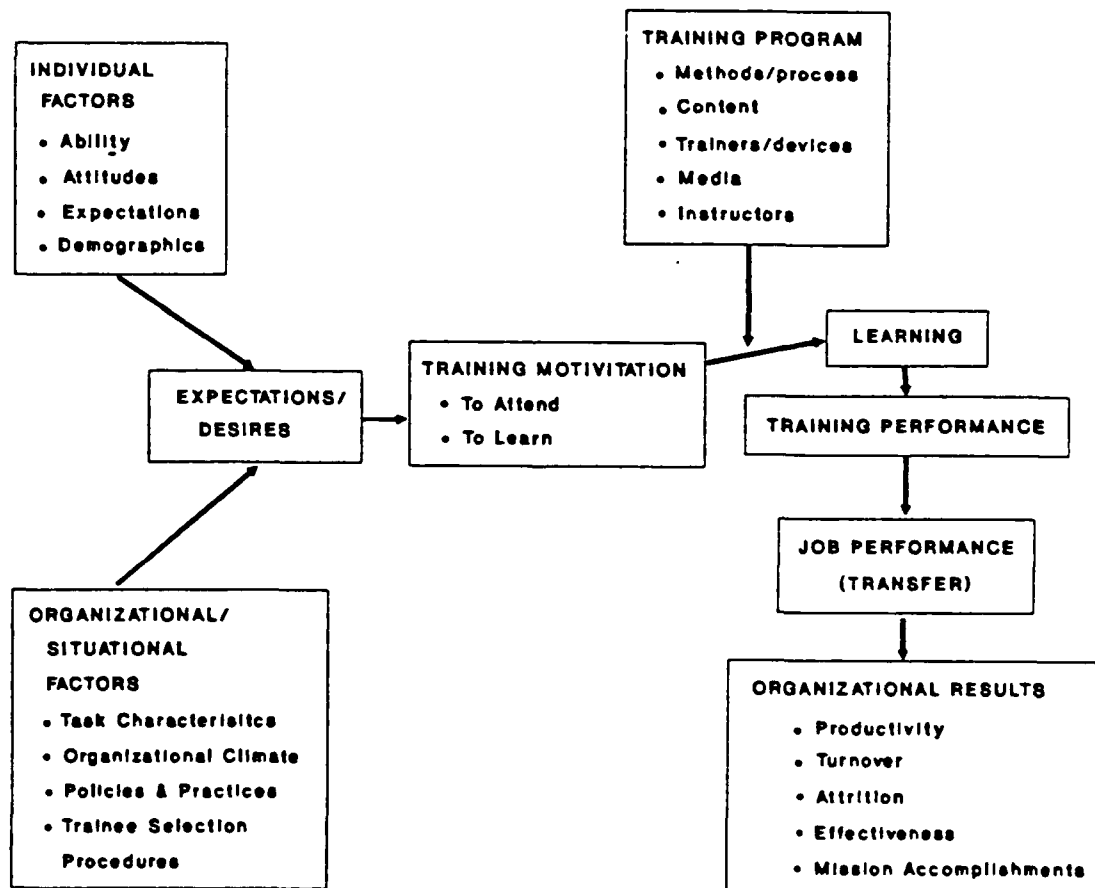 INDIVIDUAL
FACTORS
• Ability
• Attitudes
• Expectations
• Demographics
TRAINING PROGRAM
• Methods/process
• Content
• Trainers/devices
• Media
• Instructors
EXPECTATIONS/
DESIRES
TRAINING MOTIVITATION
• To Attend
• To Learn
LEARNING
TRAINING PERFORMANCE
JOB PERFORMANCE
(TRANSFER)
ORGANIZATIONAL/
SITUATIONAL
FACTORS
• Task Characterisitcs
• Organizational Climate
• Policies & Practices
• Trainee Selection
Procedures
ORGANIZATIONAL RESULTS
• Productivity
• Turnover
• Attrition
• Effectiveness
• Mission Accomplishments